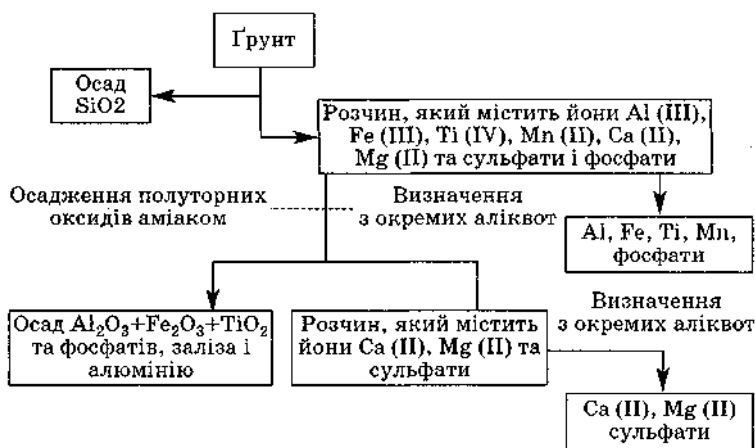 Ґрунт
Осад
SiO2
Розчин, який містить йони Al (III),
Fe (III), Ti (IV), Mn (II), Ca (II),
Mg (II) та сульфати і фосфати
Осадження полуторних
оксидів аміаком
Визначення
з окремих аліквот
Al, Fe, Ti, Mn,
фосфати
Осад Al₂O₃+Fe₂O₃+TiO₂
та фосфатів, заліза і
алюмінію
Розчин, який містить
йони Ca (II), Mg (II) та
сульфати
Визначення
з окремих аліквот
Ca (II), Mg (II)
сульфати